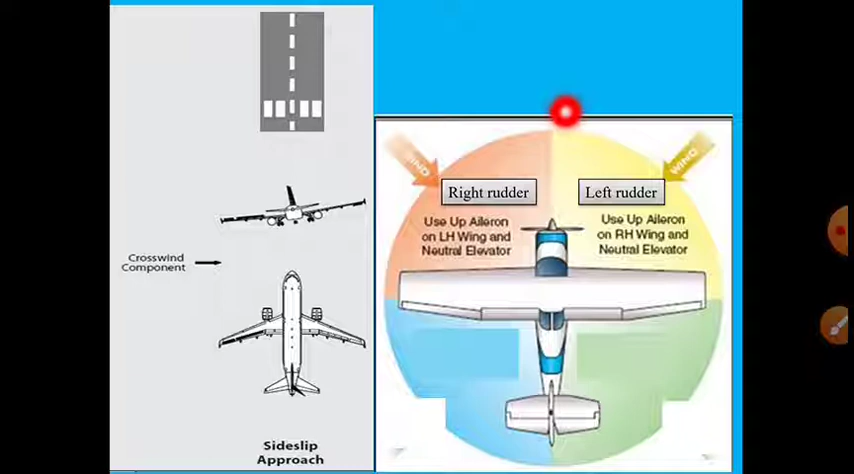 Crosswind
Component
Sideslip
Approach
WIND
Right rudder
Use Up Aileron
on LH Wing and
Neutral Elevator
WIND
Left rudder
Use Up Aileron
on RH Wing and
Neutral Elevator